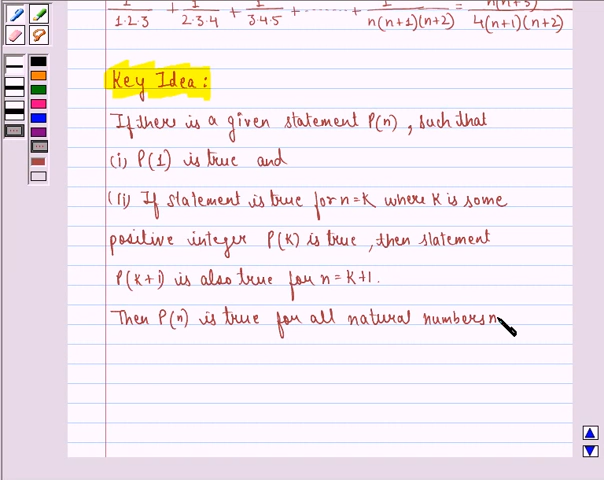 1/(1·2·3) + 1/(2·3·4) + 1/(3·4·5) + ...... + 1/(n(n+1)(n+2)) = n(n+3)/(4(n+1)(n+2))
Key Idea:
If there is a given statement P(n), such that
(i) P(1) is true and
(ii) If statement is true for n=k where k is some
positive integer P(k) is true, then statement
P(k+1) is also true for n=k+1.
Then P(n) is true for all natural numbers n